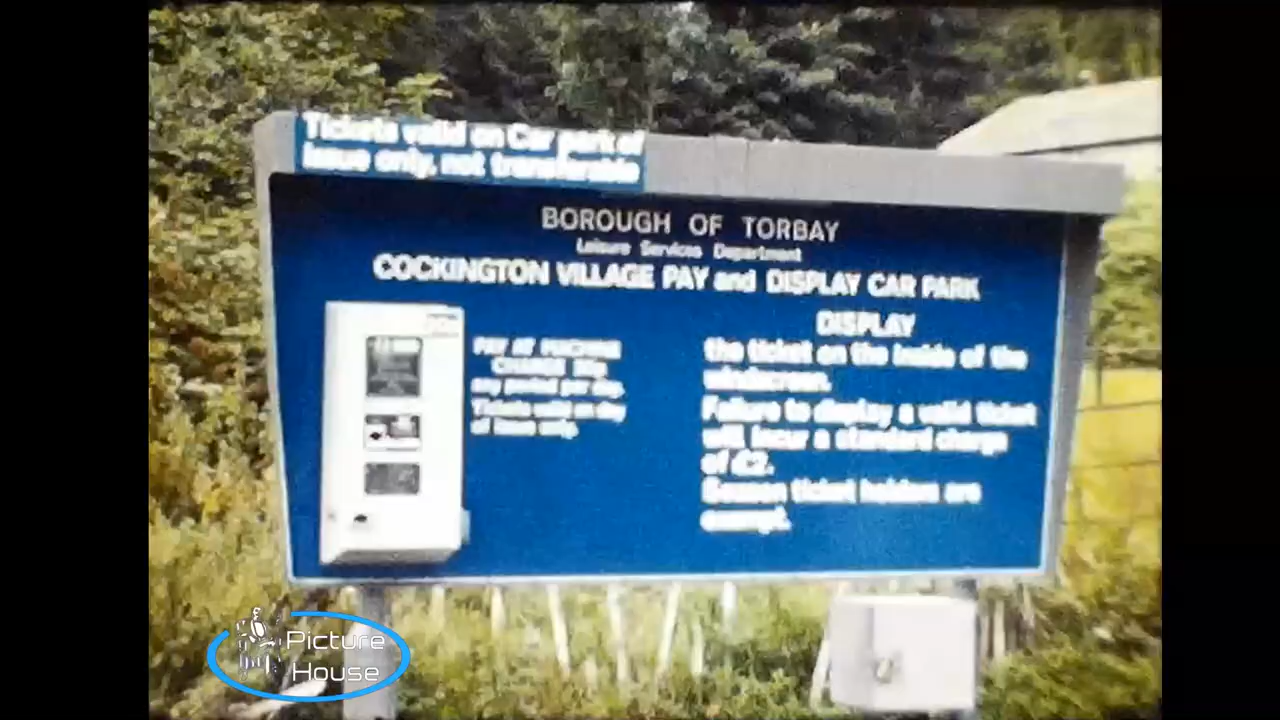 Tickets valid on Car park of
issue only, not transferable
BOROUGH OF TORBAY
Leisure Services Department
COCKINGTON VILLAGE PAY and DISPLAY CAR PARK
PAY AT MACHINE
CHARGE
any period per day.
Tickets valid on day
of issue only.
DISPLAY
the ticket on the inside of the
windscreen.
Failure to display a valid ticket
will incur a standard charge
of £2.
Season ticket holders are
exempt.
Picture
House